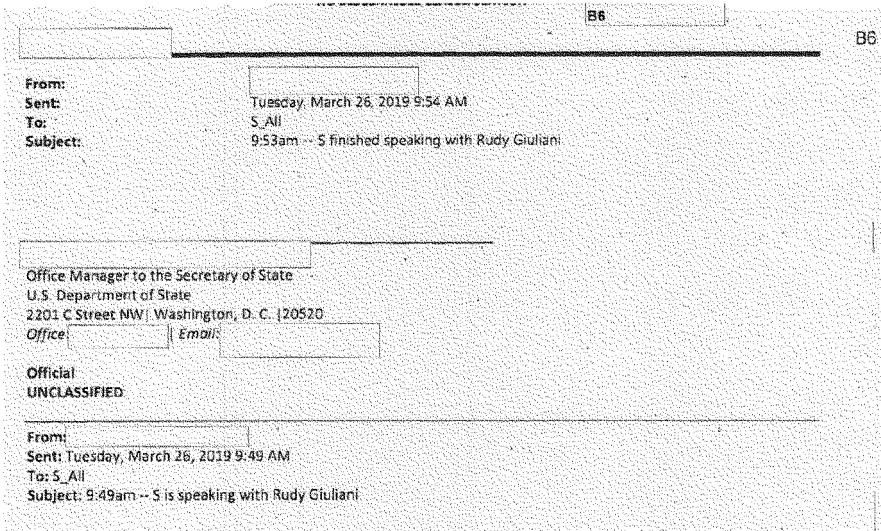 B6
B6
From:
Sent: Tuesday, March 26, 2019 9:54 AM
To: S_All
Subject: 9:53am -- S finished speaking with Rudy Giuliani
Office Manager to the Secretary of State
U.S. Department of State
2201 C Street NW| Washington, D. C. |20520
Office: | Email:
Official
UNCLASSIFIED
From:
Sent: Tuesday, March 26, 2019 9:49 AM
To: S_All
Subject: 9:49am -- S is speaking with Rudy Giuliani